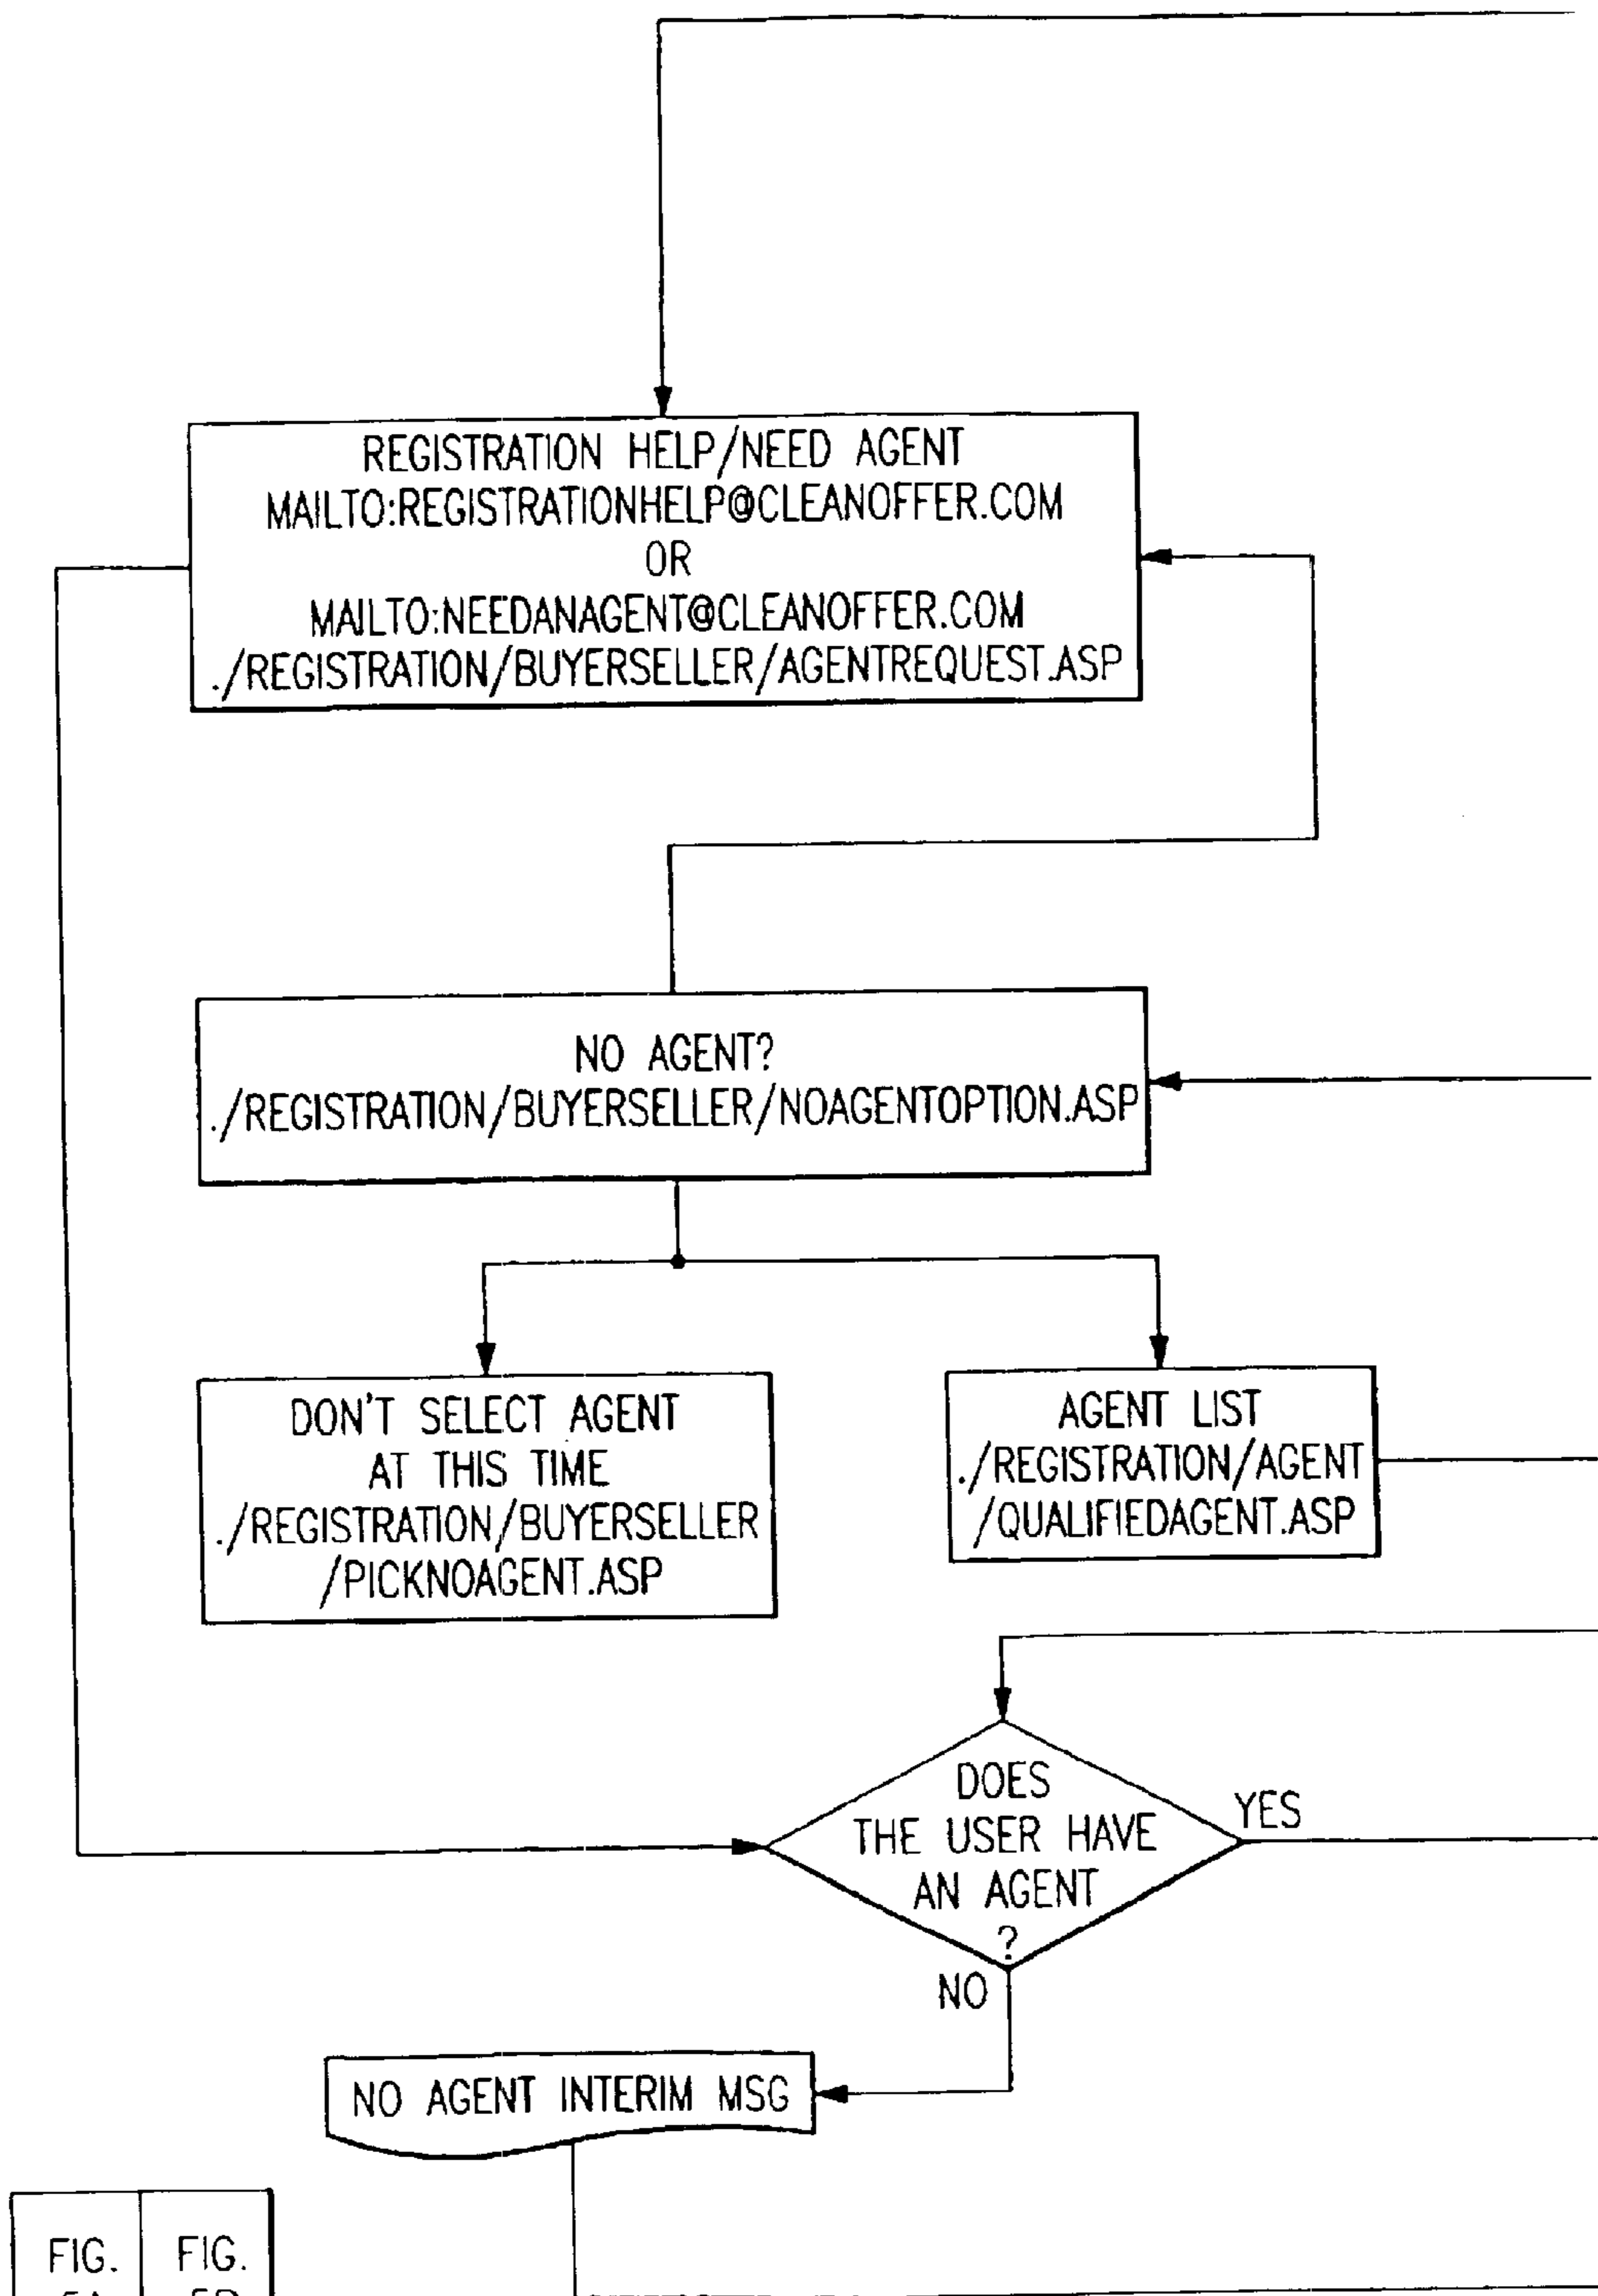 REGISTRATION HELP/NEED AGENT
MAILTO:REGISTRATIONHELP@CLEANOFFER.COM
OR
MAILTO:NEEDANAGENT@CLEANOFFER.COM
./REGISTRATION/BUYERSELLER/AGENTREQUEST.ASP
NO AGENT?
./REGISTRATION/BUYERSELLER/NOAGENTOPTION.ASP
DON'T SELECT AGENT
AT THIS TIME
./REGISTRATION/BUYERSELLER
/PICKNOAGENT.ASP
AGENT LIST
./REGISTRATION/AGENT
/QUALIFIEDAGENT.ASP
DOES
THE USER HAVE
AN AGENT
?
YES
NO
NO AGENT INTERIM MSG
FIG.
FIG.